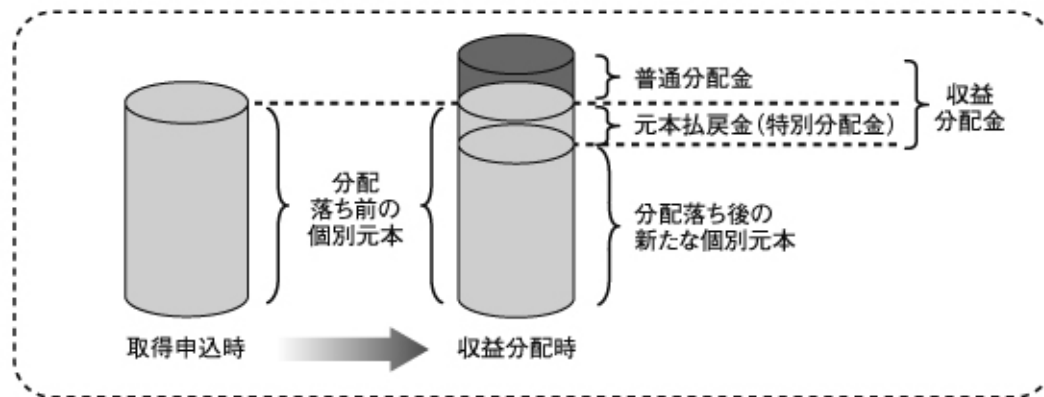 普通分配金
元本払戻金(特別分配金)
収益
分配金
分配
落ち前の
個別元本
分配落ち後の
新たな個別元本
取得申込時
収益分配時